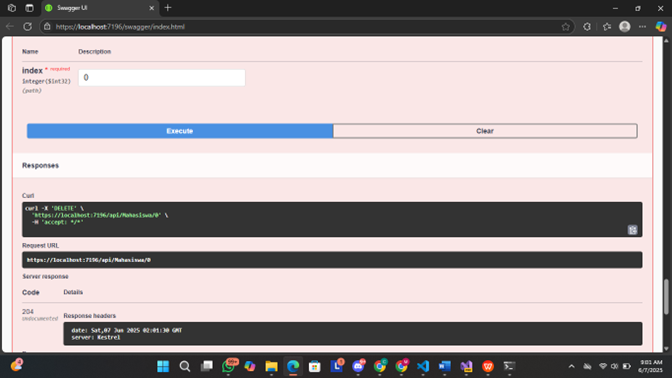 Swagger UI
https://localhost:7196/swagger/index.html
Name Description
index * required
integer($int32)
(path)
0
Execute Clear
Responses
Curl
curl -X 'DELETE' \
'https://localhost:7196/api/Mahasiswa/0' \
-H 'accept: */*'
Request URL
https://localhost:7196/api/Mahasiswa/0
Server response
Code Details
204
Undocumented
Response headers
date: Sat,07 Jun 2025 02:01:30 GMT
server: Kestrel
99+
9:01 AM
6/7/2025